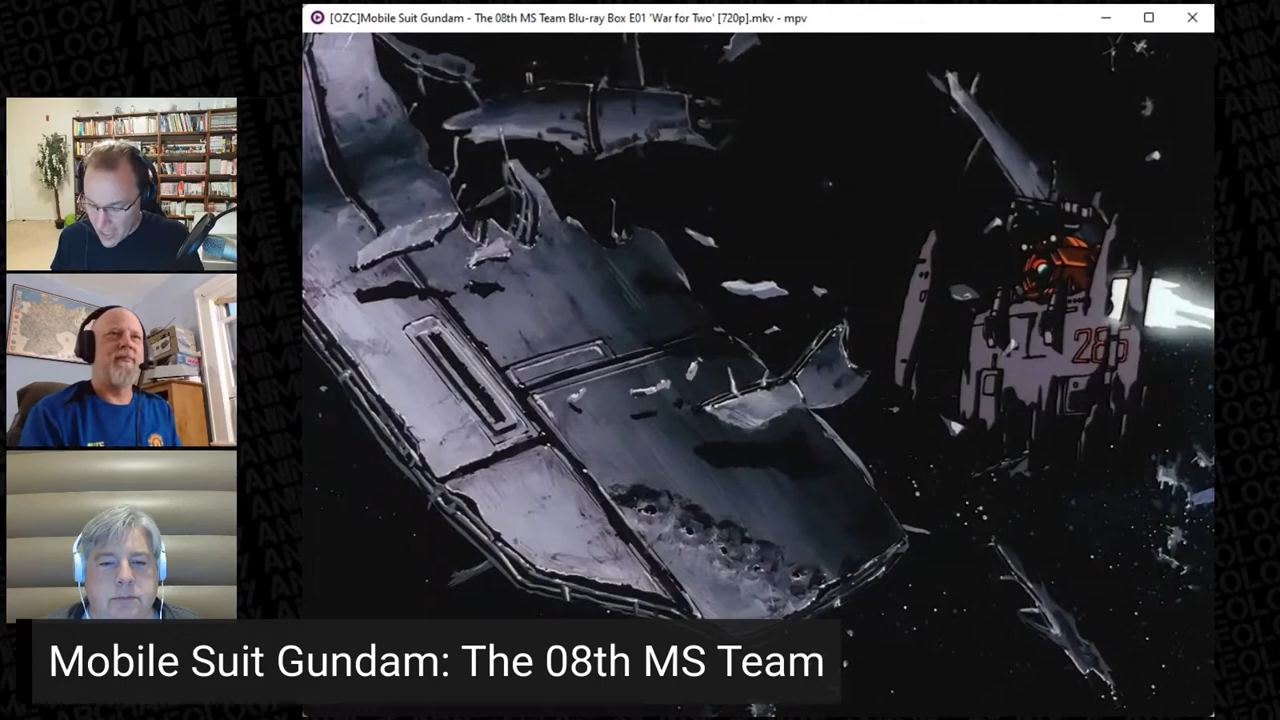 [OZC]Mobile Suit Gundam - The 08th MS Team Blu-ray Box E01 'War for Two' [720p].mkv - mpv
285
Mobile Suit Gundam: The 08th MS Team